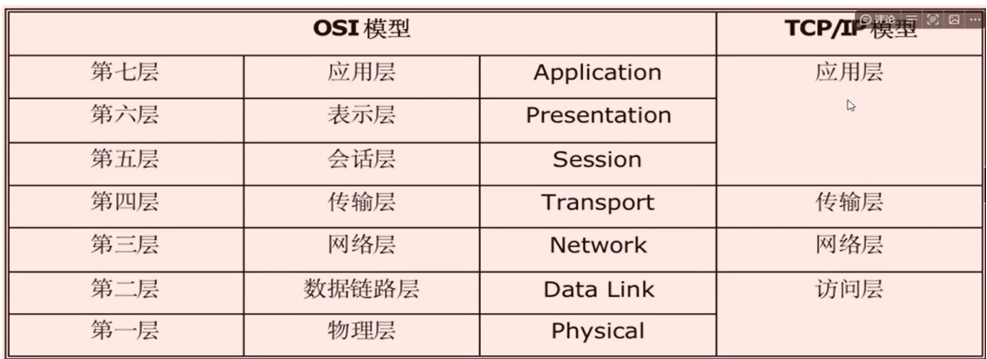 OSI 模型 TCP/IP 模型
评论
第七层 应用层 Application 应用层
第六层 表示层 Presentation
第五层 会话层 Session
第四层 传输层 Transport 传输层
第三层 网络层 Network 网络层
第二层 数据链路层 Data Link 访问层
第一层 物理层 Physical